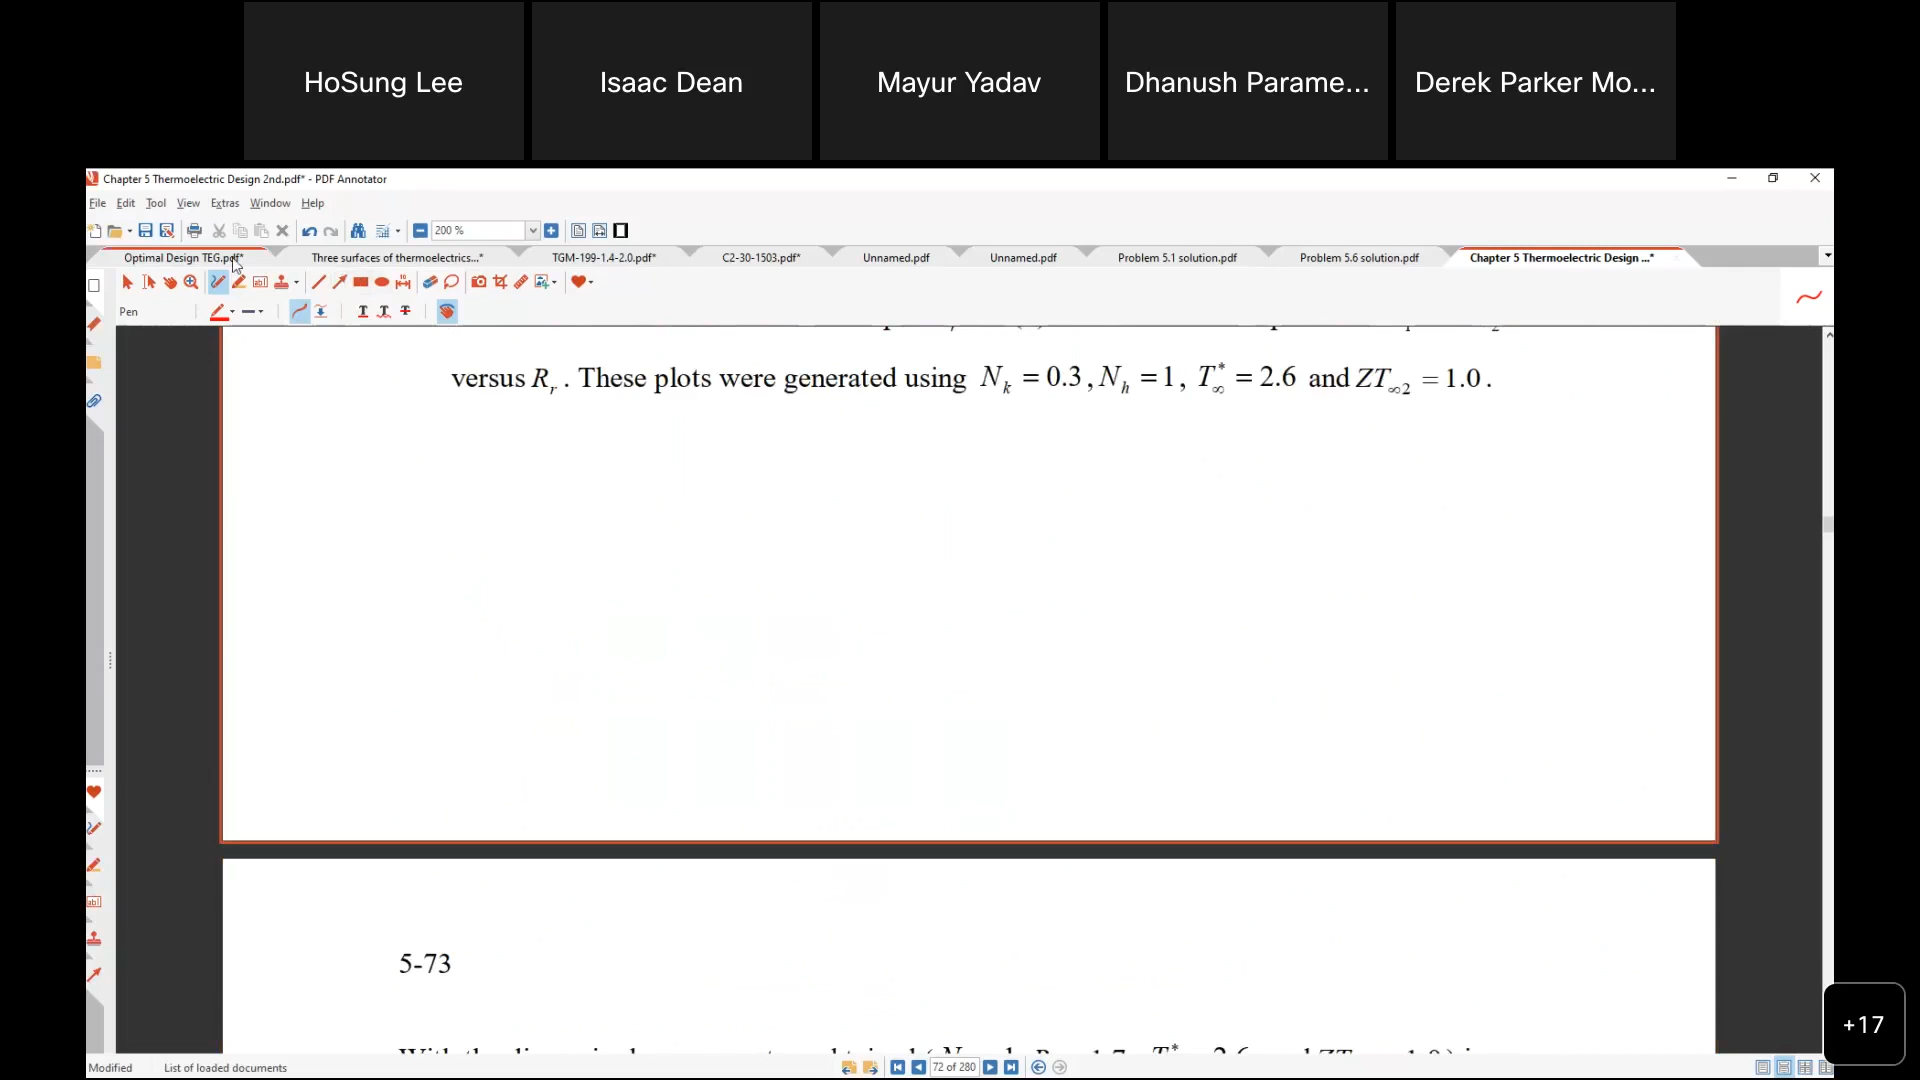 HoSung Lee
Isaac Dean
Mayur Yadav
Dhanush Parame...
Derek Parker Mo...
Chapter 5 Thermoelectric Design 2nd.pdf* - PDF Annotator
File Edit Tool View Extras Window Help
200 %
Optimal Design TEG.pdf* Three surfaces of thermoelectrics...* TGM-199-1.4-2.0.pdf* C2-30-1503.pdf* Unnamed.pdf Unnamed.pdf Problem 5.1 solution.pdf Problem 5.6 solution.pdf Chapter 5 Thermoelectric Design ...*
Pen
versus R_r . These plots were generated using N_k = 0.3, N_h = 1, T_∞^* = 2.6 and ZT_∞2 = 1.0 .
5-73
+17
Modified List of loaded documents 72 of 280